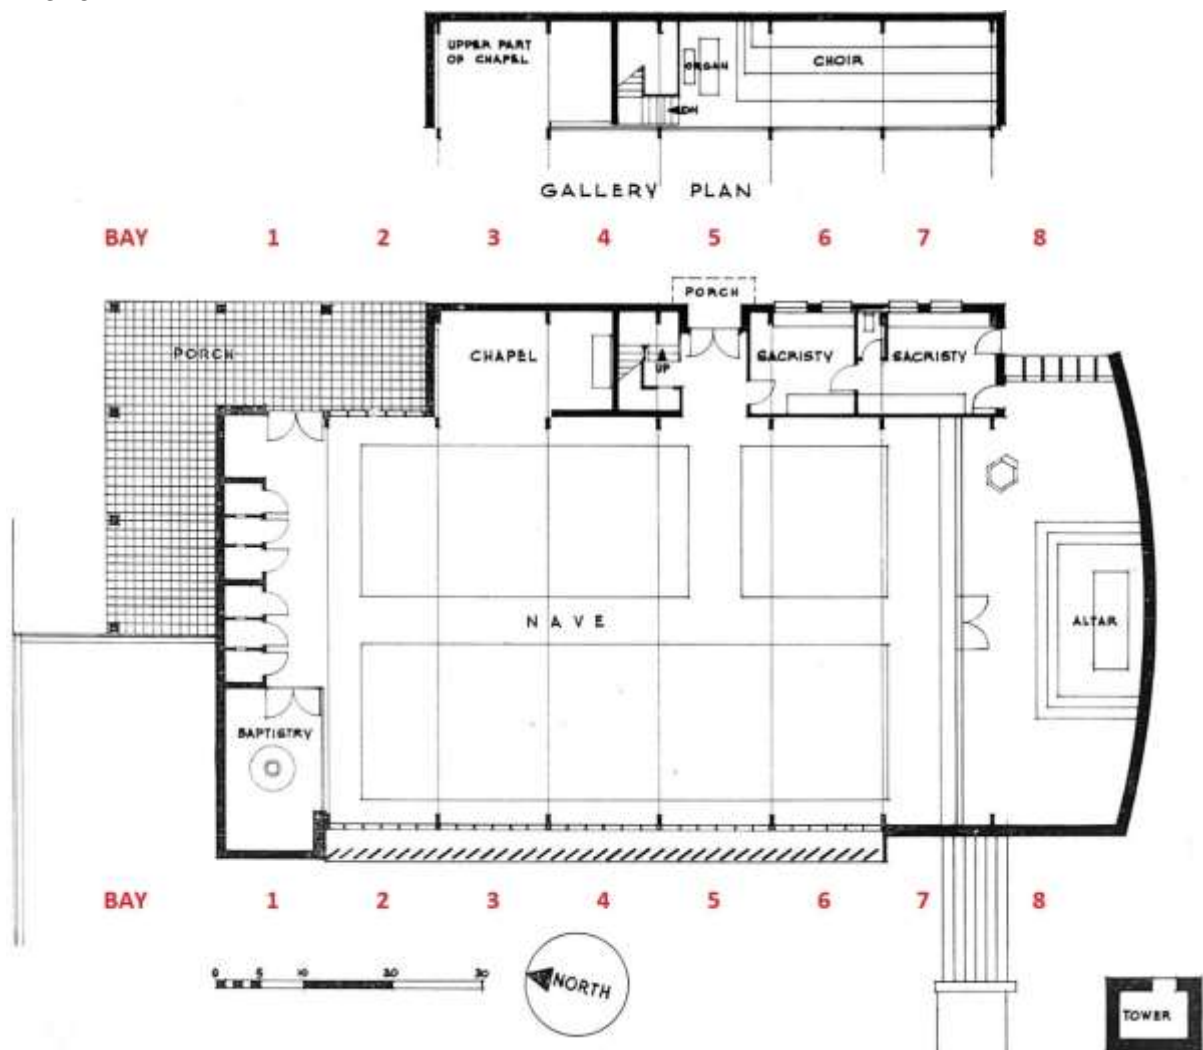 UPPER PART
OF CHAPEL
ORGAN
CHOIR
DN
GALLERY PLAN
BAY 1 2 3 4 5 6 7 8
PORCH
PORCH
CHAPEL
UP
SACRISTY
SACRISTY
NAVE
ALTAR
BAPTISTRY
BAY 1 2 3 4 5 6 7 8
0 5 10 20 30
NORTH
TOWER